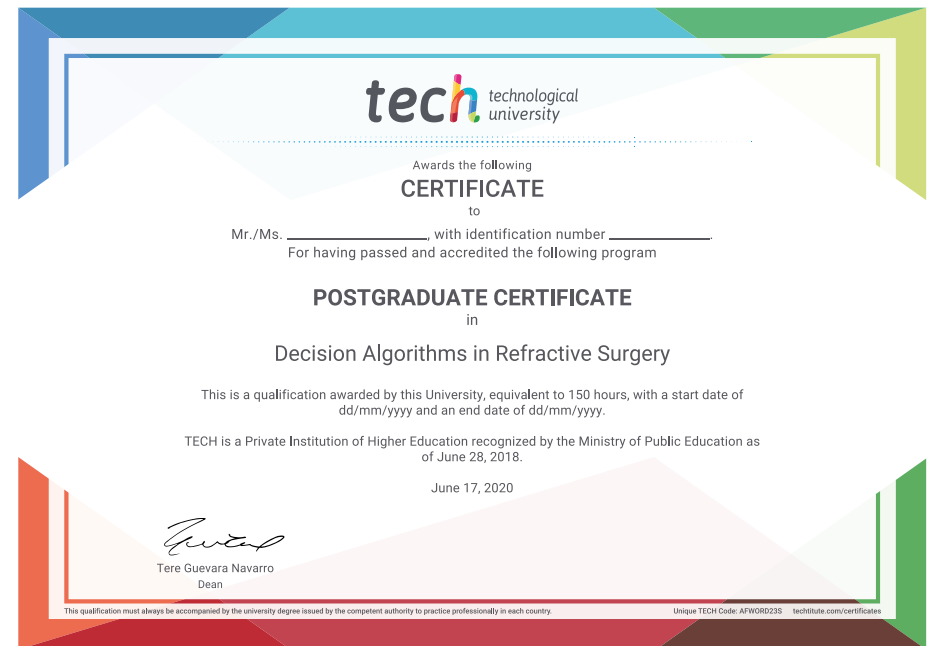 tech technological
university
Awards the following
CERTIFICATE
to
Mr./Ms. ____________________, with identification number ______________.
For having passed and accredited the following program
POSTGRADUATE CERTIFICATE
in
Decision Algorithms in Refractive Surgery
This is a qualification awarded by this University, equivalent to 150 hours, with a start date of
dd/mm/yyyy and an end date of dd/mm/yyyy.
TECH is a Private Institution of Higher Education recognized by the Ministry of Public Education as
of June 28, 2018.
June 17, 2020
Tere Guevara Navarro
Dean
This qualification must always be accompanied by the university degree issued by the competent authority to practice professionally in each country.
Unique TECH Code: AFWORD23S techtitute.com/certificates